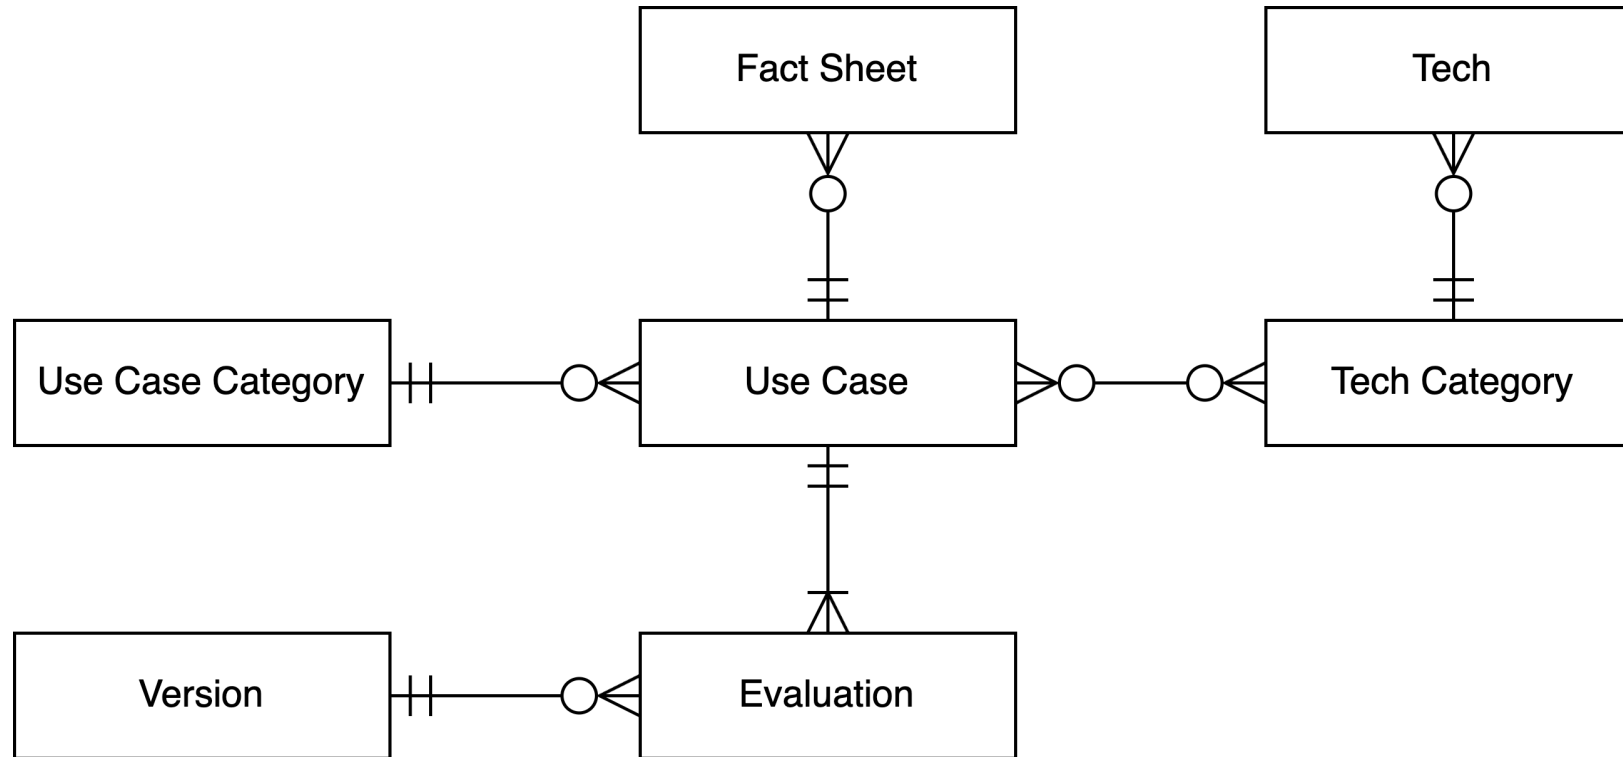 Fact Sheet
Tech
Use Case Category
Use Case
Tech Category
Version
Evaluation